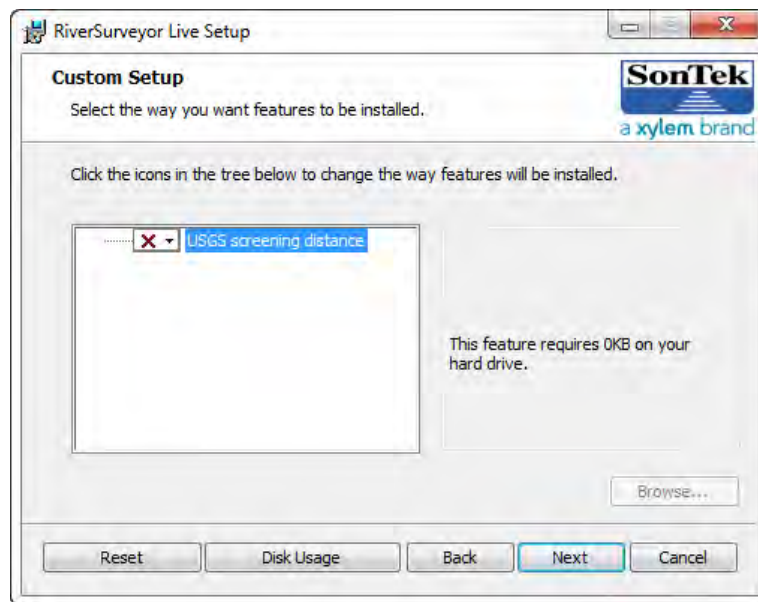 RiverSurveyor Live Setup
Custom Setup
Select the way you want features to be installed.
SonTek
a xylem brand
Click the icons in the tree below to change the way features will be installed.
USGS screening distance
This feature requires 0KB on your
hard drive.
Browse...
Reset
Disk Usage
Back
Next
Cancel